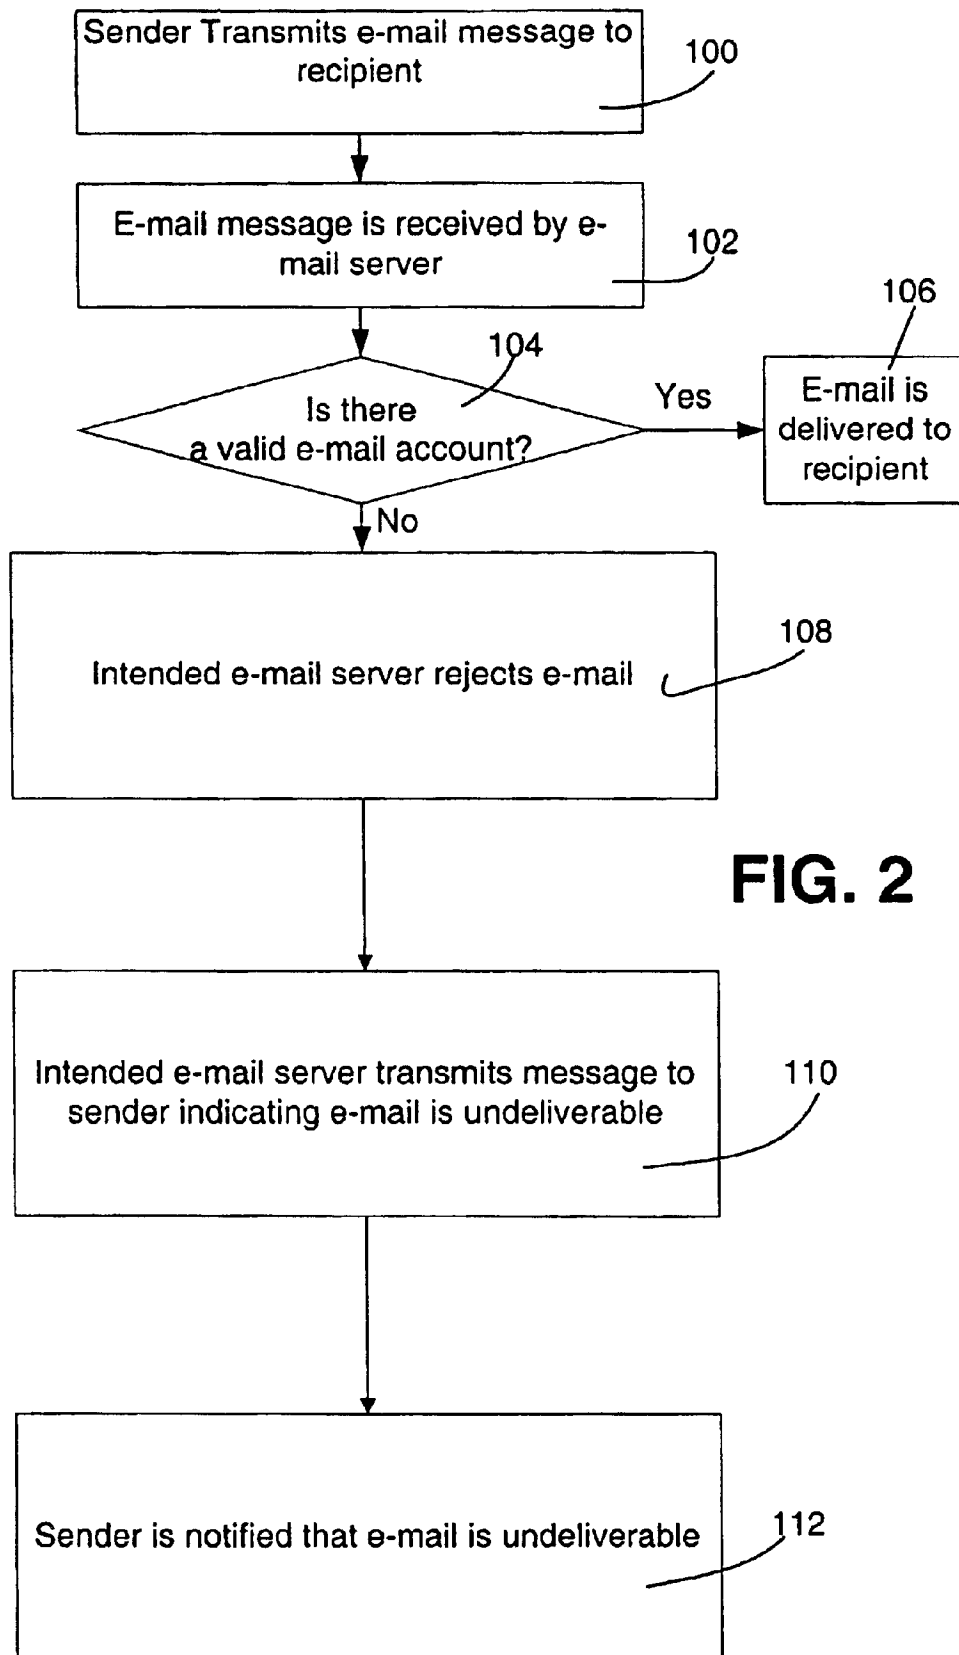 Sender Transmits e-mail message to
recipient
100
E-mail message is received by e-
mail server
102
106
104
Is there
a valid e-mail account?
Yes
E-mail is
delivered to
recipient
No
Intended e-mail server rejects e-mail
108
FIG. 2
Intended e-mail server transmits message to
sender indicating e-mail is undeliverable
110
Sender is notified that e-mail is undeliverable
112